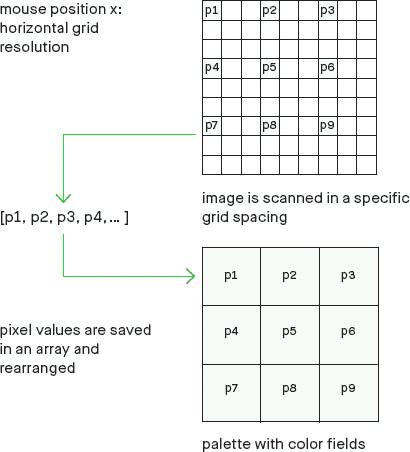 mouse position x:
horizontal grid
resolution
p1 p2 p3
p4 p5 p6
p7 p8 p9
image is scanned in a specific
grid spacing
[p1, p2, p3, p4, ... ]
p1 p2 p3
p4 p5 p6
p7 p8 p9
pixel values are saved
in an array and
rearranged
palette with color fields